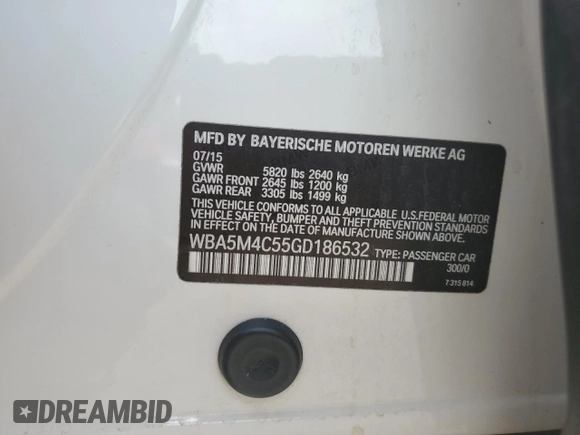 MFD BY BAYERISCHE MOTOREN WERKE AG
07/15
GVWR 5820 lbs 2640 kg
GAWR FRONT 2645 lbs 1200 kg
GAWR REAR 3305 lbs 1499 kg
THIS VEHICLE CONFORMS TO ALL APPLICABLE U.S.FEDERAL MOTOR
VEHICLE SAFETY, BUMPER AND THEFT PREVENTION STANDARDS
IN EFFECT ON THE DATE OF MANUFACTURE SHOWN ABOVE.
WBA5M4C55GD186532 TYPE: PASSENGER CAR
300/0
7 315 814
DREAMBID